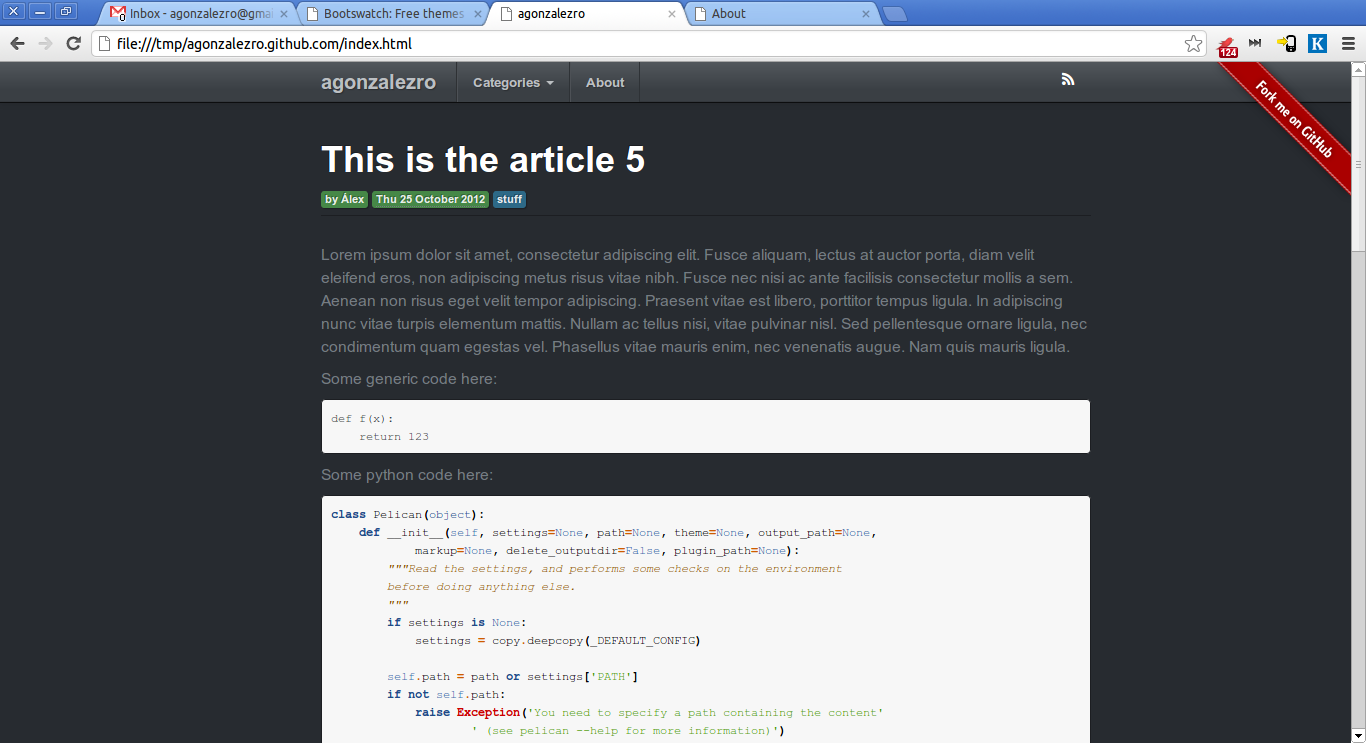 Inbox - agonzalezro@gmai
Bootswatch: Free themes
agonzalezro
About
file:///tmp/agonzalezro.github.com/index.html
124
K
agonzalezro
Categories
About
Fork me on GitHub
This is the article 5
by Álex Thu 25 October 2012 stuff
Lorem ipsum dolor sit amet, consectetur adipiscing elit. Fusce aliquam, lectus at auctor porta, diam velit
eleifend eros, non adipiscing metus risus vitae nibh. Fusce nec nisi ac ante facilisis consectetur mollis a sem.
Aenean non risus eget velit tempor adipiscing. Praesent vitae est libero, porttitor tempus ligula. In adipiscing
nunc vitae turpis elementum mattis. Nullam ac tellus nisi, vitae pulvinar nisl. Sed pellentesque ornare ligula, nec
condimentum quam egestas vel. Phasellus vitae mauris enim, nec venenatis augue. Nam quis mauris ligula.
Some generic code here:
def f(x):
    return 123
Some python code here:
class Pelican(object):
    def __init__(self, settings=None, path=None, theme=None, output_path=None,
            markup=None, delete_outputdir=False, plugin_path=None):
        """Read the settings, and performs some checks on the environment
        before doing anything else.
        """
        if settings is None:
            settings = copy.deepcopy(_DEFAULT_CONFIG)
        self.path = path or settings['PATH']
        if not self.path:
            raise Exception('You need to specify a path containing the content'
                    ' (see pelican --help for more information)')